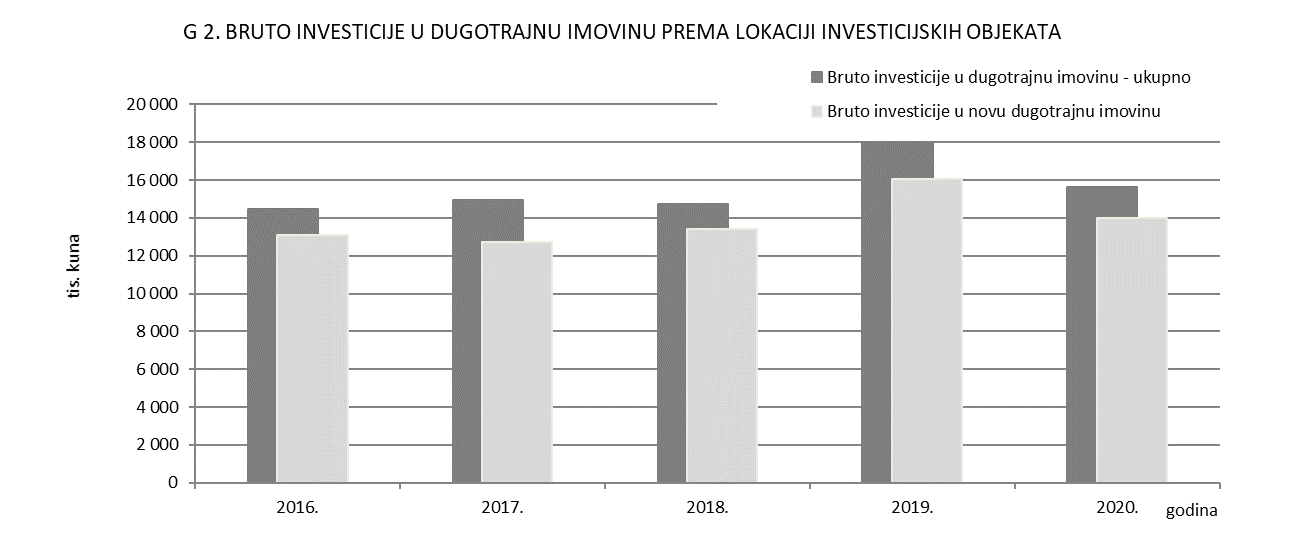 G 2. BRUTO INVESTICIJE U DUGOTRAJNU IMOVINU PREMA LOKACIJI INVESTICIJSKIH OBJEKATA
Bruto investicije u dugotrajnu imovinu - ukupno
Bruto investicije u novu dugotrajnu imovinu
tis. kuna
20 000
18 000
16 000
14 000
12 000
10 000
8 000
6 000
4 000
2 000
0
2016. 2017. 2018. 2019. 2020. godina